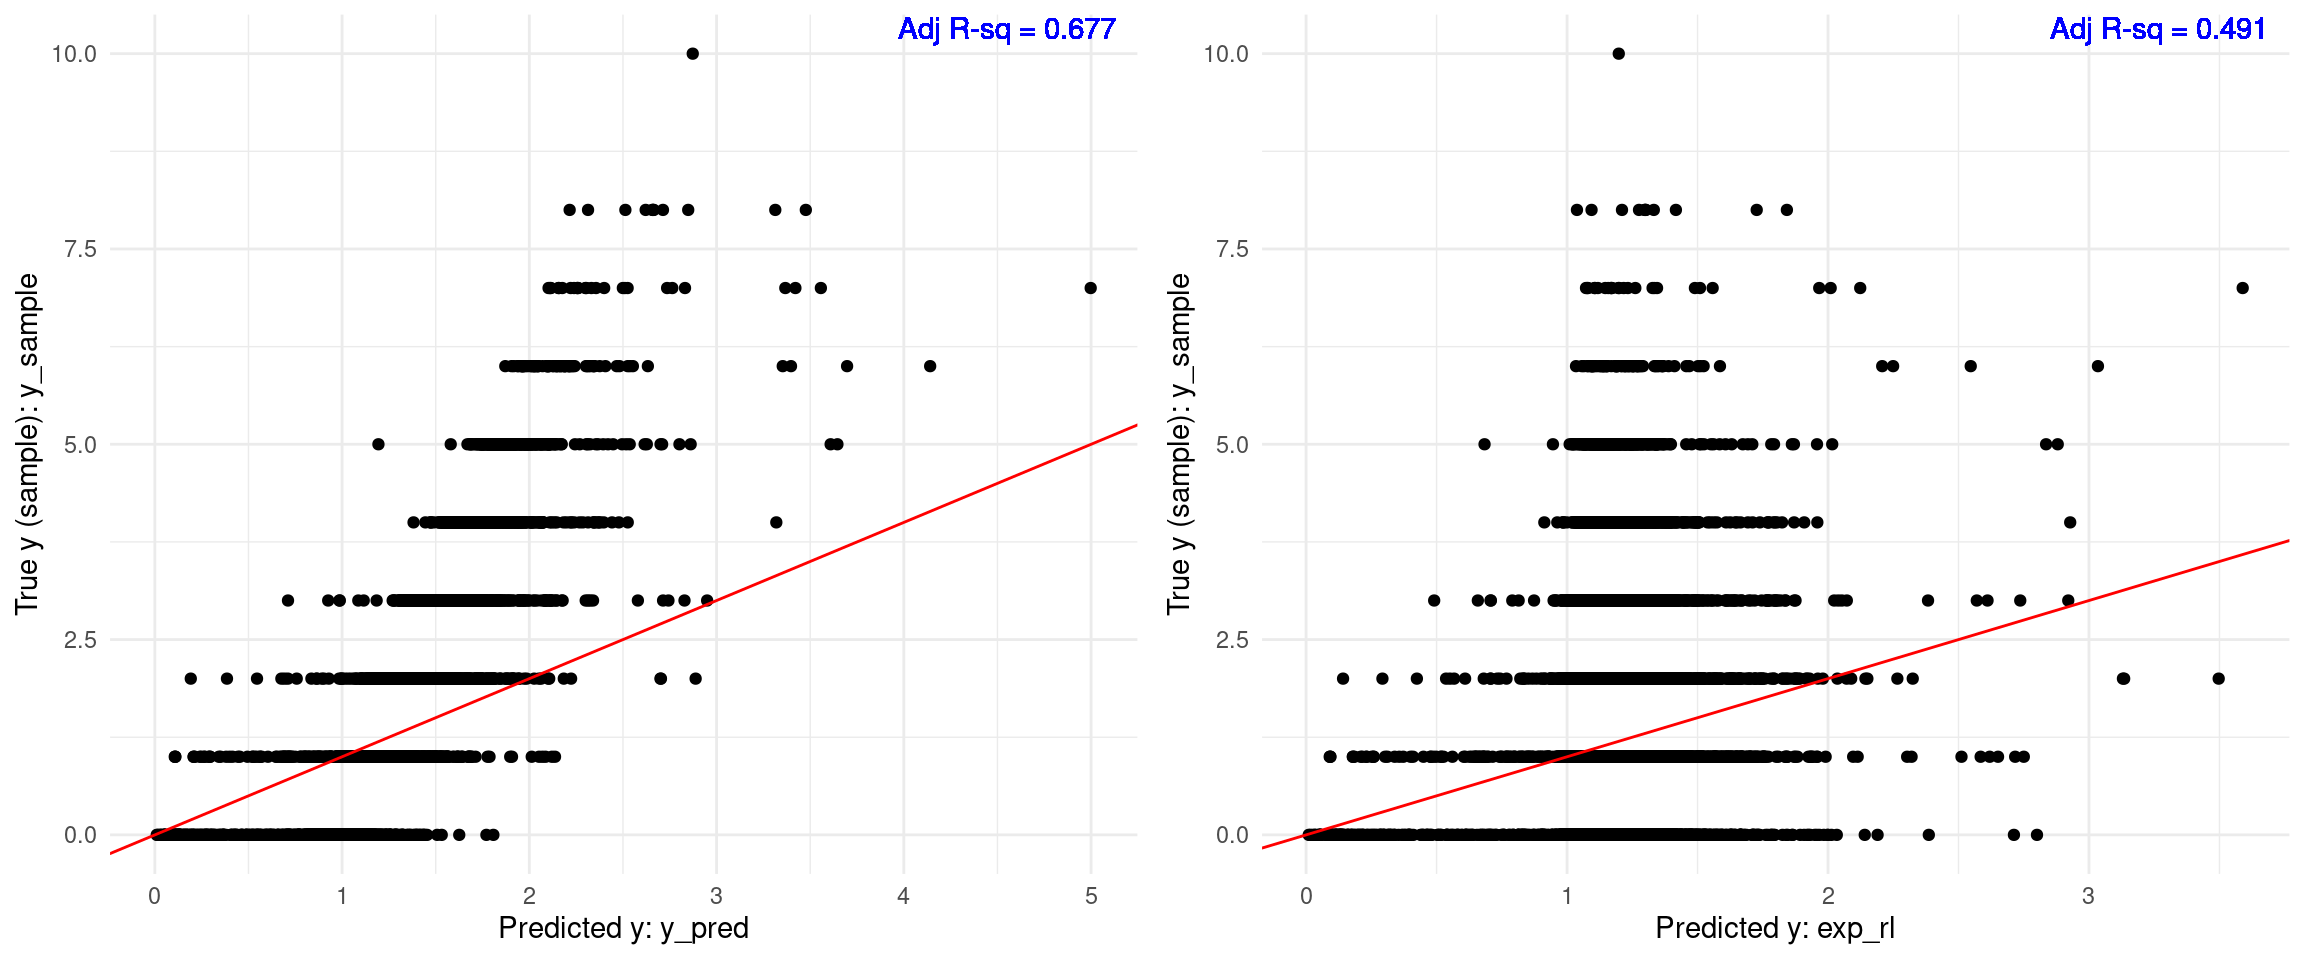 Adj R-sq = 0.677
10.0
7.5
5.0
2.5
0.0
True y (sample): y_sample
0 1 2 3 4 5
Predicted y: y_pred
Adj R-sq = 0.491
10.0
7.5
5.0
2.5
0.0
True y (sample): y_sample
0 1 2 3
Predicted y: exp_rl